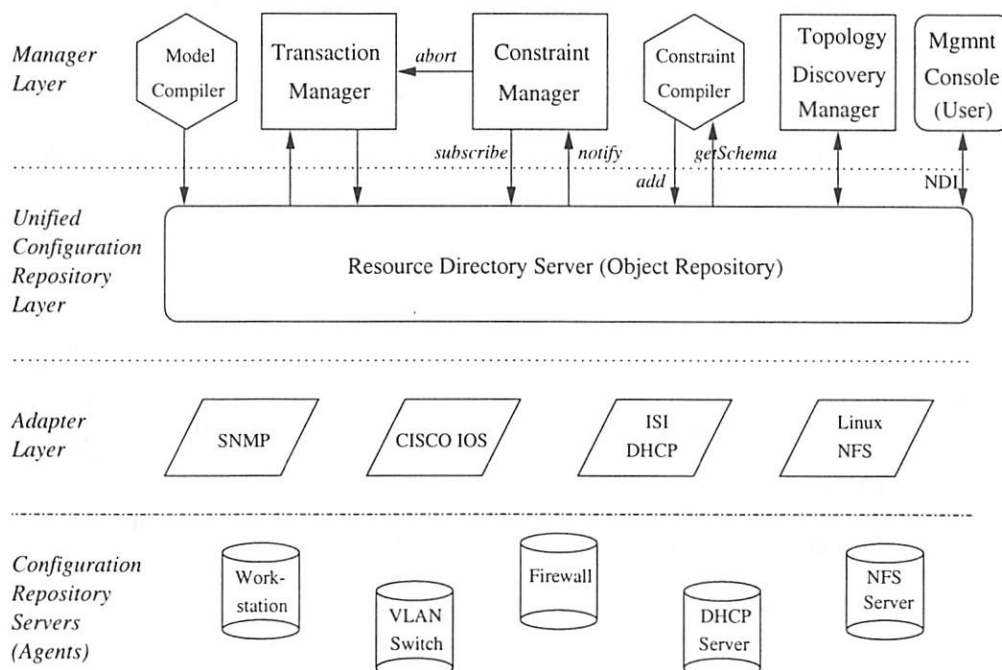 Manager
Layer
Model
Compiler
Transaction
Manager
abort
Constraint
Manager
Constraint
Compiler
Topology
Discovery
Manager
Mgmnt
Console
(User)
subscribe
notify
add
getSchema
NDI
Unified
Configuration
Repository
Layer
Resource Directory Server (Object Repository)
Adapter
Layer
SNMP
CISCO IOS
ISI
DHCP
Linux
NFS
Configuration
Repository
Servers
(Agents)
Work-
station
VLAN
Switch
Firewall
DHCP
Server
NFS
Server